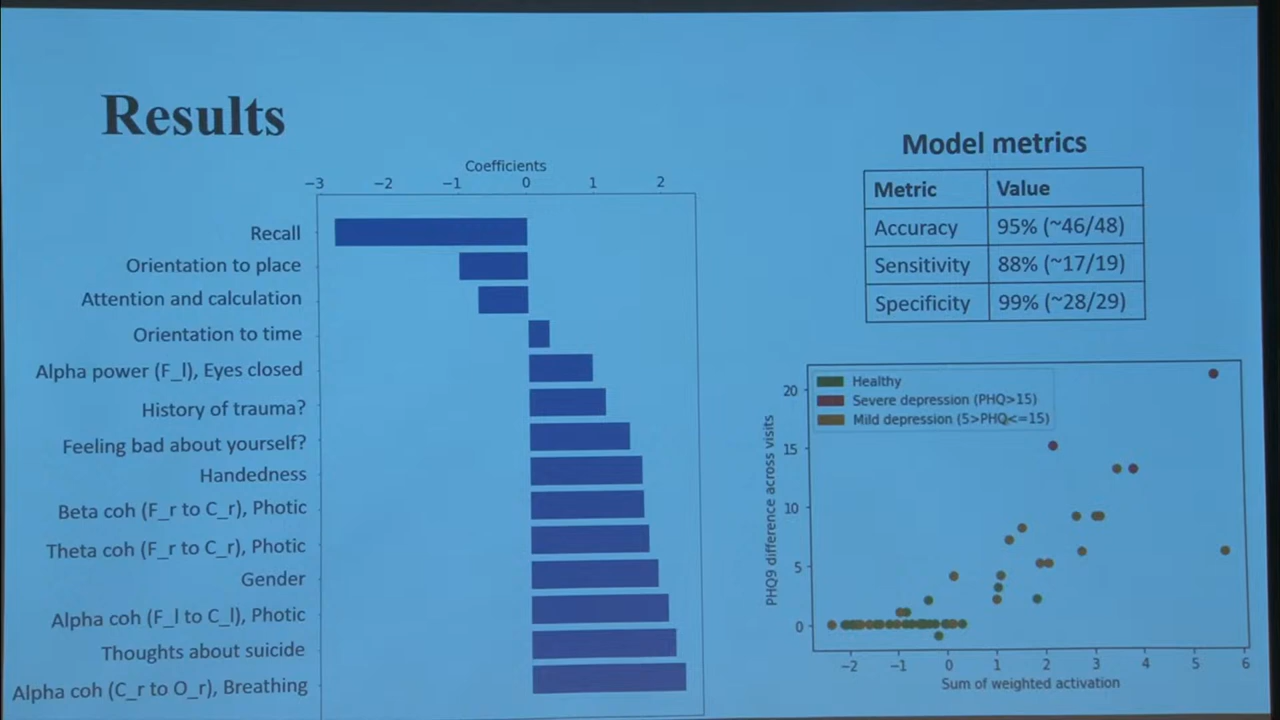 Results
Coefficients
−3 −2 −1 0 1 2
Recall
Orientation to place
Attention and calculation
Orientation to time
Alpha power (F_l), Eyes closed
History of trauma?
Feeling bad about yourself?
Handedness
Beta coh (F_r to C_r), Photic
Theta coh (F_r to C_r), Photic
Gender
Alpha coh (F_l to C_l), Photic
Thoughts about suicide
Alpha coh (C_r to O_r), Breathing
Model metrics
Metric Value
Accuracy 95% (~46/48)
Sensitivity 88% (~17/19)
Specificity 99% (~28/29)
Healthy
Severe depression (PHQ>15)
Mild depression (5>PHQ<=15)
PHQ9 difference across visits
20
15
10
5
0
−2 −1 0 1 2 3 4 5 6
Sum of weighted activation